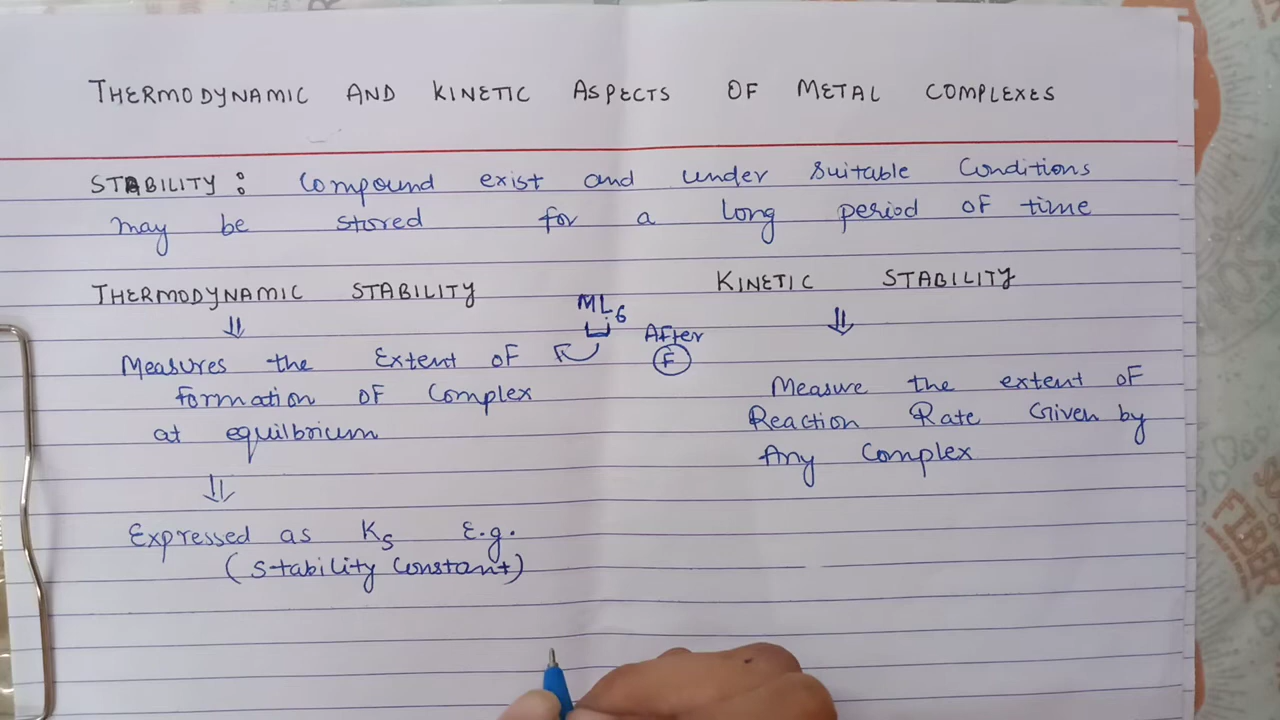 THERMODYNAMIC AND KINETIC ASPECTS OF METAL COMPLEXES
STABILITY: Compound exist and under suitable Conditions
may be stored for a long period of time
THERMODYNAMIC STABILITY
⇓
Measures the Extent of
formation of Complex
at equilbrium
⇓
Expressed as Ks E.g.
(Stability Constant)
ML6
After
F
KINETIC STABILITY
⇓
Measure the extent of
Reaction Rate Given by
Any Complex
FIBER